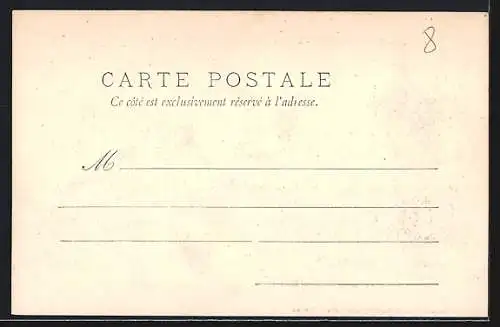 8
CARTE POSTALE
Ce côté est exclusivement réservé à l'adresse.
M